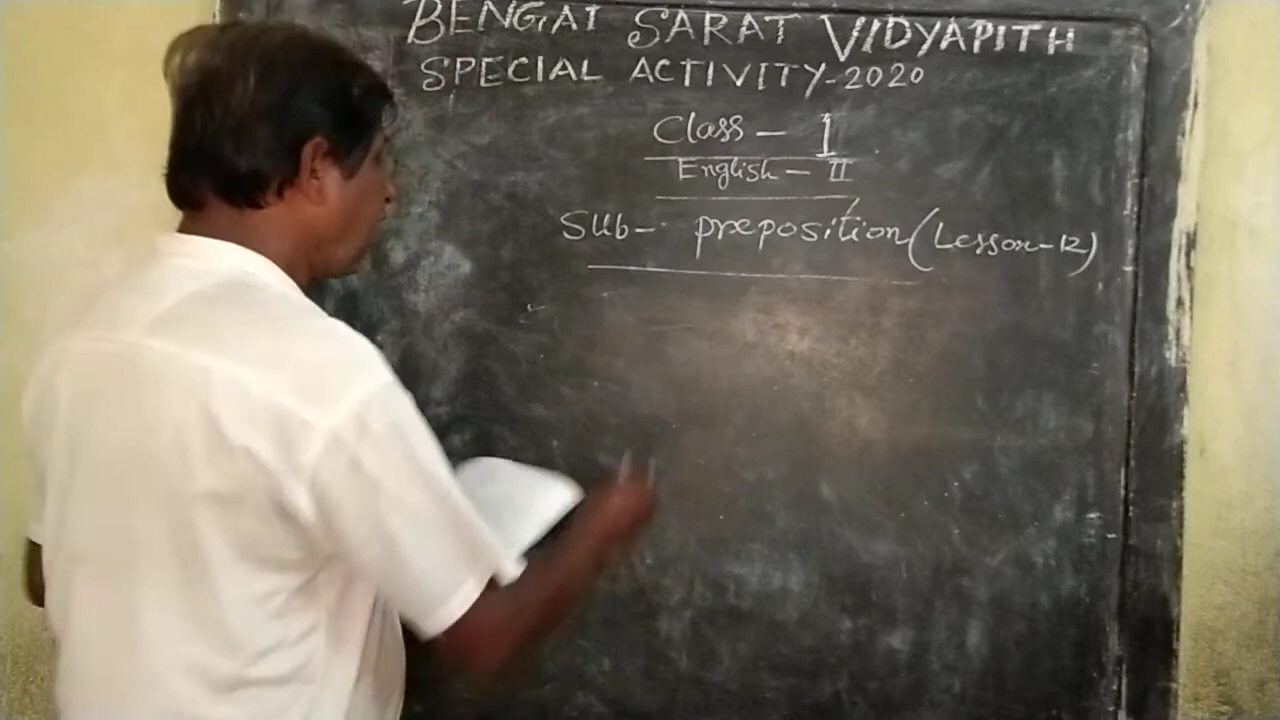 BENGAI SARAT VIDYAPITH
SPECIAL ACTIVITY-2020
Class - I
English - II
Sub- preposition (Lesson-12)